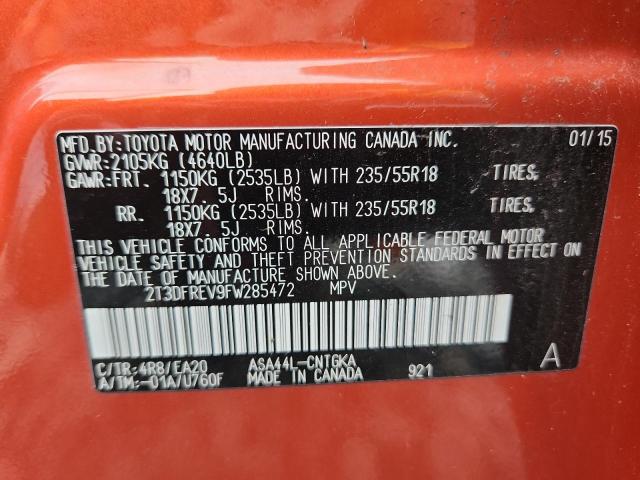 MFD.BY:TOYOTA MOTOR MANUFACTURING CANADA INC. 01/15
GVWR:2105KG (4640LB)
GAWR:FRT. 1150KG (2535LB) WITH 235/55R18 TIRES,
18X7. 5J RIMS.
RR. 1150KG (2535LB) WITH 235/55R18 TIRES,
18X7. 5J RIMS.
THIS VEHICLE CONFORMS TO ALL APPLICABLE FEDERAL MOTOR
VEHICLE SAFETY AND THEFT PREVENTION STANDARDS IN EFFECT ON
THE DATE OF MANUFACTURE SHOWN ABOVE.
2T3DFREV9FW285472 MPV
C/TR:4R8/EA20 ASA44L-CNTGKA A
A/TM:-01A/U760F MADE IN CANADA 921